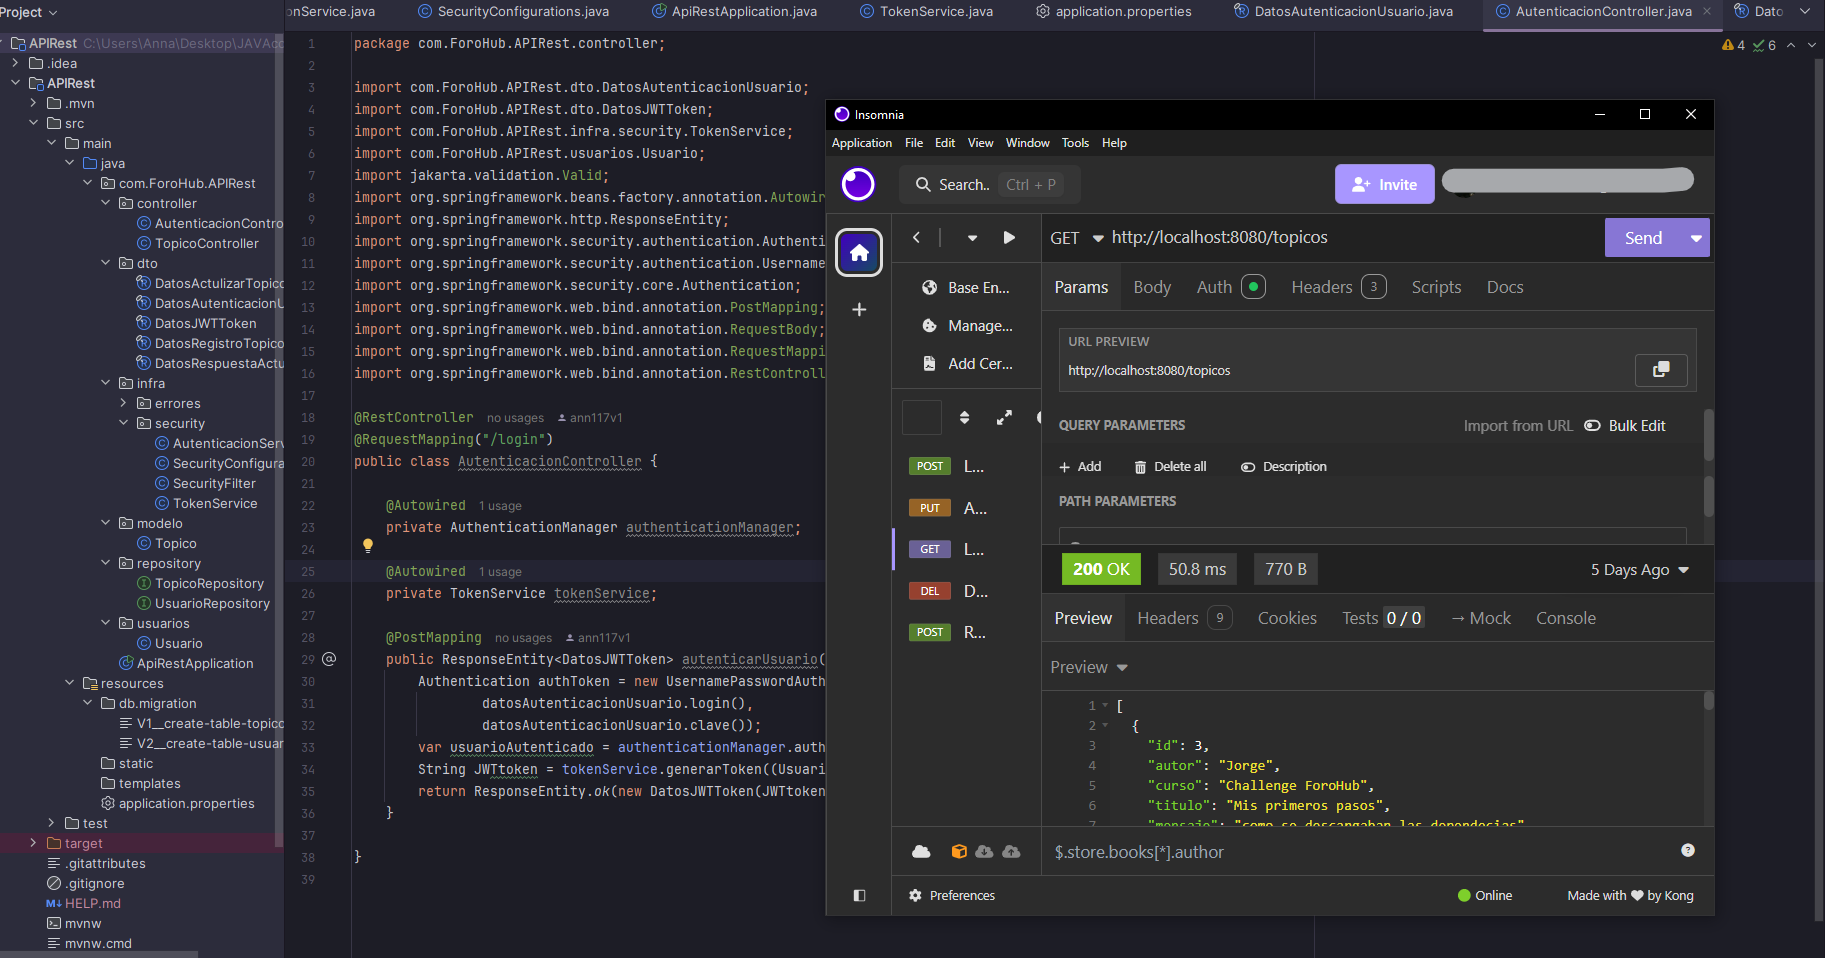 Project
APIRest C:\Users\Anna\Desktop\JAVAcc
.idea
APIRest
.mvn
src
main
java
com.ForoHub.APIRest
controller
AutenticacionContro
TopicoController
dto
DatosActulizarTopico
DatosAutenticacionU
DatosJWTToken
DatosRegistroTopico
DatosRespuestaActu
infra
errores
security
AutenticacionServ
SecurityConfigura
SecurityFilter
TokenService
modelo
Topico
repository
TopicoRepository
UsuarioRepository
usuarios
Usuario
ApiRestApplication
resources
db.migration
V1__create-table-topico
V2__create-table-usuar
static
templates
application.properties
test
target
.gitattributes
.gitignore
HELP.md
mvnw
mvnw.cmd
onService.java SecurityConfigurations.java ApiRestApplication.java TokenService.java application.properties DatosAutenticacionUsuario.java AutenticacionController.java Dato
4 6
1 package com.ForoHub.APIRest.controller;
2
3 import com.ForoHub.APIRest.dto.DatosAutenticacionUsuario;
4 import com.ForoHub.APIRest.dto.DatosJWTToken;
5 import com.ForoHub.APIRest.infra.security.TokenService;
6 import com.ForoHub.APIRest.usuarios.Usuario;
7 import jakarta.validation.Valid;
8 import org.springframework.beans.factory.annotation.Autowir
9 import org.springframework.http.ResponseEntity;
10 import org.springframework.security.authentication.Authenti
11 import org.springframework.security.authentication.Username
12 import org.springframework.security.core.Authentication;
13 import org.springframework.web.bind.annotation.PostMapping;
14 import org.springframework.web.bind.annotation.RequestBody;
15 import org.springframework.web.bind.annotation.RequestMappi
16 import org.springframework.web.bind.annotation.RestControll
17
18 @RestController no usages ann117v1
19 @RequestMapping("/login")
20 public class AutenticacionController {
21
22 @Autowired 1 usage
23 private AuthenticationManager authenticationManager;
24
25 @Autowired 1 usage
26 private TokenService tokenService;
27
28 @PostMapping no usages ann117v1
29 public ResponseEntity<DatosJWTToken> autenticarUsuario(
30 Authentication authToken = new UsernamePasswordAuth
31 datosAutenticacionUsuario.login(),
32 datosAutenticacionUsuario.clave());
33 var usuarioAutenticado = authenticationManager.auth
34 String JWTtoken = tokenService.generarToken((Usuari
35 return ResponseEntity.ok(new DatosJWTToken(JWTtoken
36 }
37
38 }
39
Insomnia
Application File Edit View Window Tools Help
Search.. Ctrl + P
Invite
GET http://localhost:8080/topicos
Send
Base En...
Manage...
Add Cer...
POST L...
PUT A...
GET L...
DEL D...
POST R...
Params Body Auth Headers 3 Scripts Docs
URL PREVIEW
http://localhost:8080/topicos
QUERY PARAMETERS Import from URL Bulk Edit
Add Delete all Description
PATH PARAMETERS
200 OK 50.8 ms 770 B 5 Days Ago
Preview Headers 9 Cookies Tests 0 / 0 → Mock Console
Preview
1 [
2 {
3 "id": 3,
4 "autor": "Jorge",
5 "curso": "Challenge ForoHub",
6 "titulo": "Mis primeros pasos",
7 "mensaje": "como se descargaban las dependecias"
$.store.books[*].author
Preferences
Online
Made with ♥ by Kong